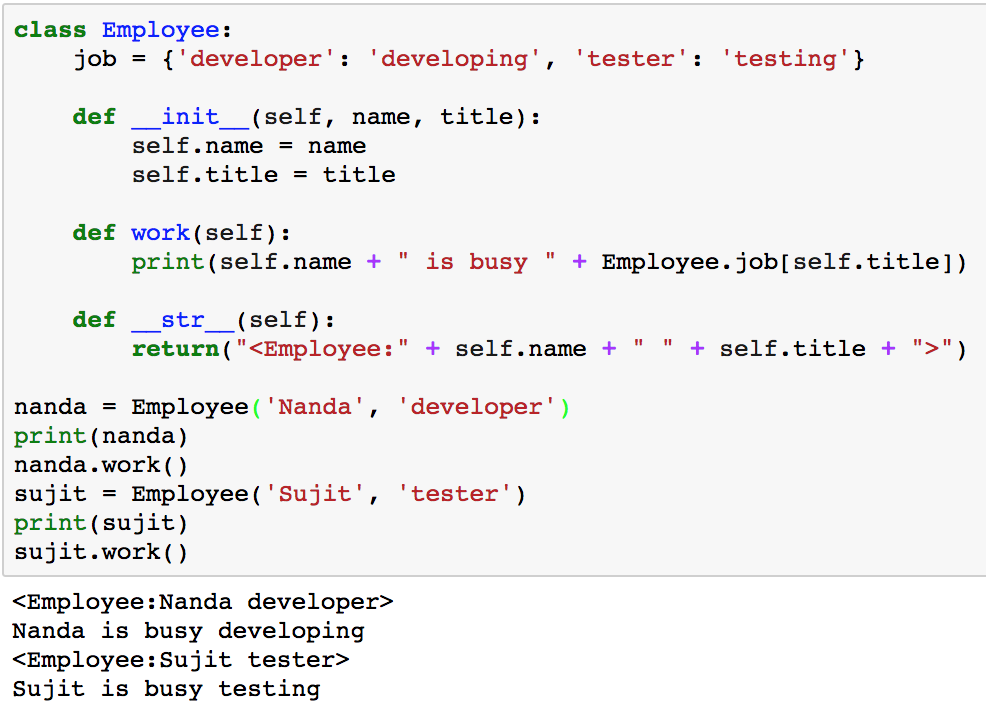 class Employee:
    job = {'developer': 'developing', 'tester': 'testing'}

    def __init__(self, name, title):
        self.name = name
        self.title = title

    def work(self):
        print(self.name + " is busy " + Employee.job[self.title])

    def __str__(self):
        return("<Employee:" + self.name + " " + self.title + ">")

nanda = Employee('Nanda', 'developer')
print(nanda)
nanda.work()
sujit = Employee('Sujit', 'tester')
print(sujit)
sujit.work()
<Employee:Nanda developer>
Nanda is busy developing
<Employee:Sujit tester>
Sujit is busy testing